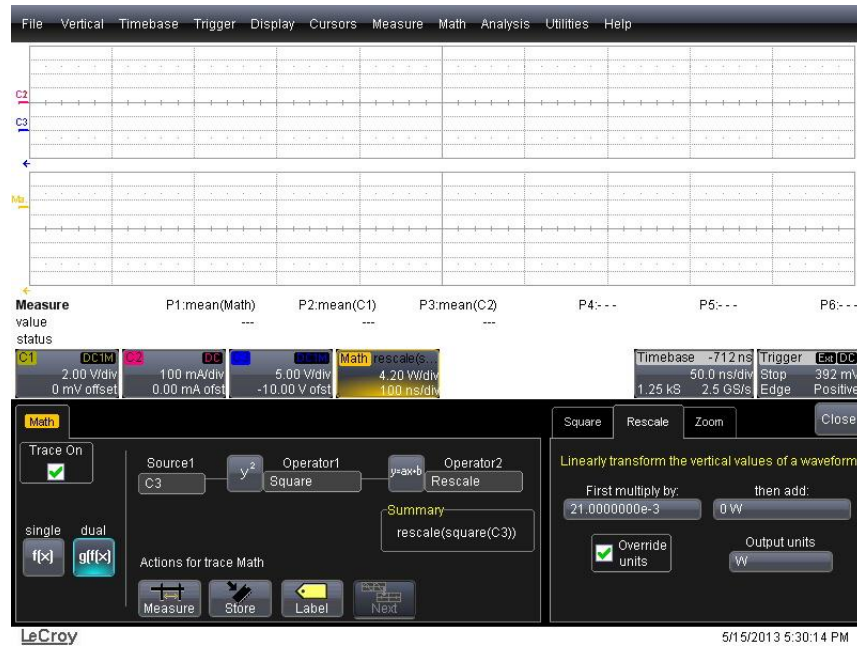 File Vertical Timebase Trigger Display Cursors Measure Math Analysis Utilities Help
C2
C3
Ma
Measure P1:mean(Math) P2:mean(C1) P3:mean(C2) P4:- - - P5:- - - P6:- - -
value --- --- ---
status
C1 DC1M C2 DC DC1M Math rescale(s... Timebase -712 ns Trigger Ext DC
2.00 V/div 100 mA/div 5.00 V/div 4.20 W/div 50.0 ns/div Stop 392 mV
0 mV offset 0.00 mA ofst -10.00 V ofst 100 ns/div 1.25 kS 2.5 GS/s Edge Positive
Math Square Rescale Zoom Close
Trace On
Source1 Operator1 Operator2
C3 y² Square y=ax+b Rescale
Linearly transform the vertical values of a waveform
First multiply by: then add:
21.0000000e-3 0 W
Summary
rescale(square(C3))
single dual
f(x) g(f(x)
Override units
Output units
W
Actions for trace Math
Measure Store Label Next
LeCroy 5/15/2013 5:30:14 PM